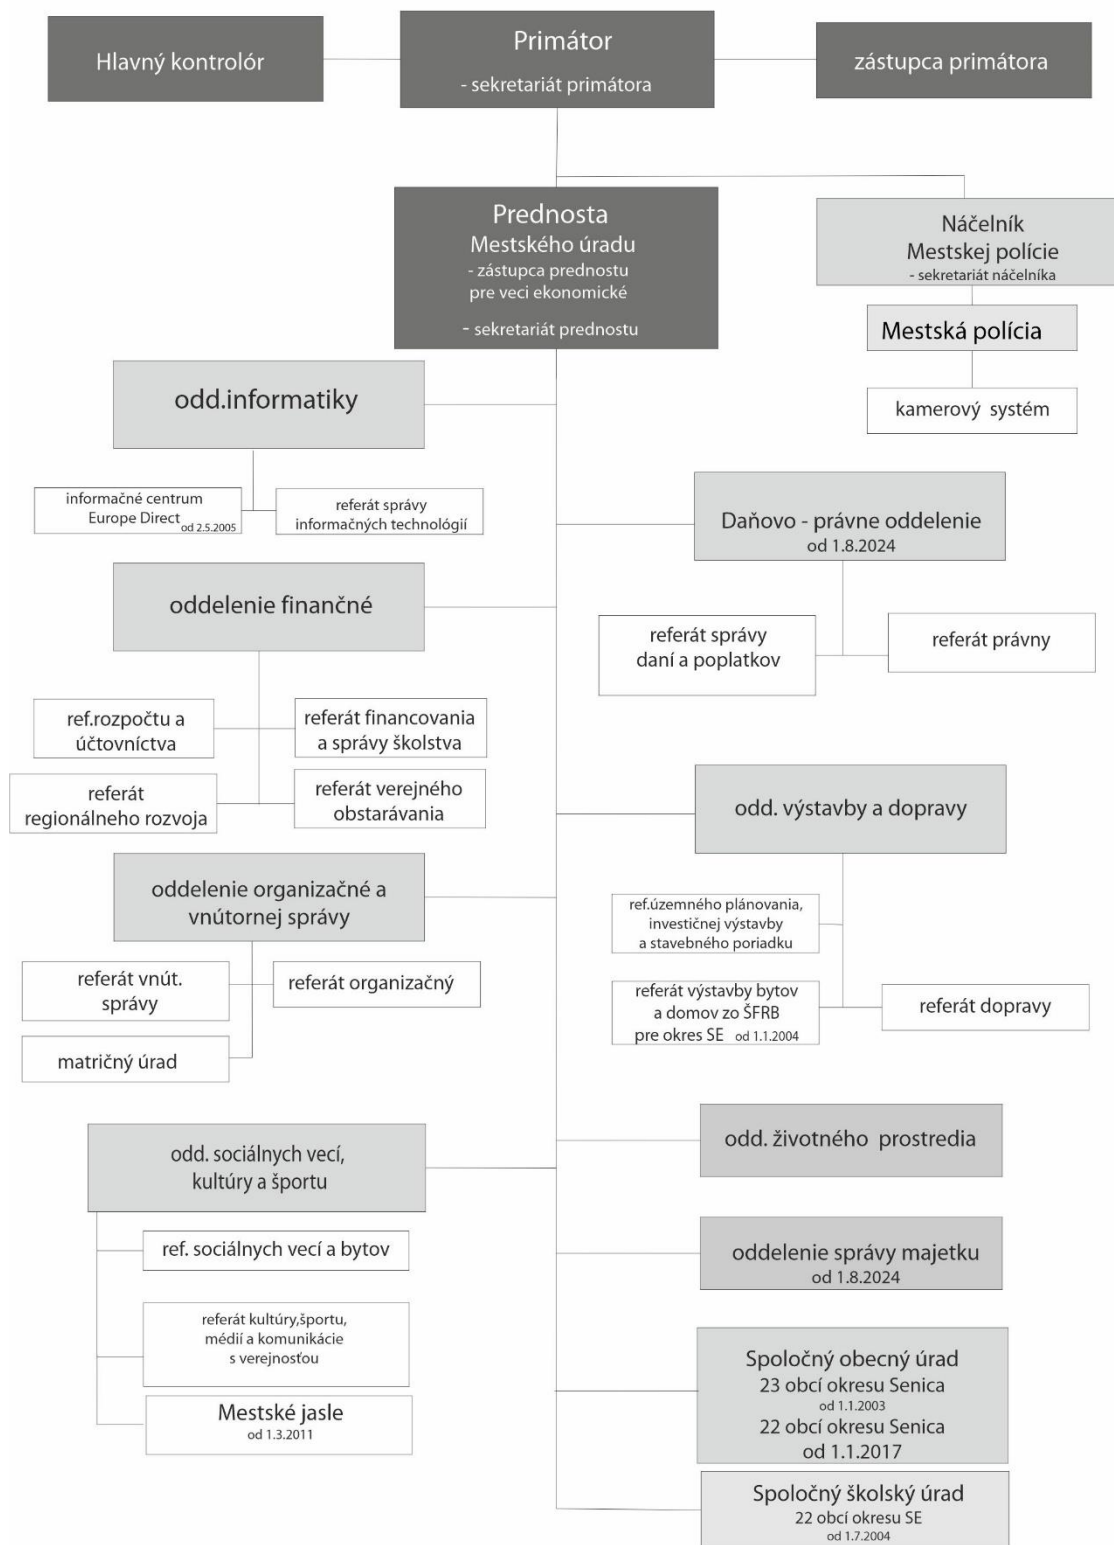 Hlavný kontrolór
Primátor
- sekretariát primátora
zástupca primátora
Prednosta
Mestského úradu
- zástupca prednostu
pre veci ekonomické
- sekretariát prednostu
Náčelník
Mestskej polície
- sekretariát náčelníka
Mestská polícia
kamerový systém
odd.informatiky
informačné centrum
Europe Direct od 2.5.2005
referát správy
informačných technológií
Daňovo - právne oddelenie
od 1.8.2024
referát správy
daní a poplatkov
referát právny
oddelenie finančné
ref.rozpočtu a
účtovníctva
referát financovania
a správy školstva
referát
regionálneho rozvoja
referát verejného
obstarávania
odd. výstavby a dopravy
ref.územného plánovania,
investičnej výstavby
a stavebného poriadku
referát výstavby bytov
a domov zo ŠFRB
pre okres SE od 1.1.2004
referát dopravy
oddelenie organizačné a
vnútornej správy
referát vnút.
správy
referát organizačný
matričný úrad
odd. sociálnych vecí,
kultúry a športu
ref. sociálnych vecí a bytov
referát kultúry,športu,
médií a komunikácie
s verejnosťou
Mestské jasle
od 1.3.2011
odd. životného prostredia
oddelenie správy majetku
od 1.8.2024
Spoločný obecný úrad
23 obcí okresu Senica
od 1.1.2003
22 obcí okresu Senica
od 1.1.2017
Spoločný školský úrad
22 obcí okresu SE
od 1.7.2004